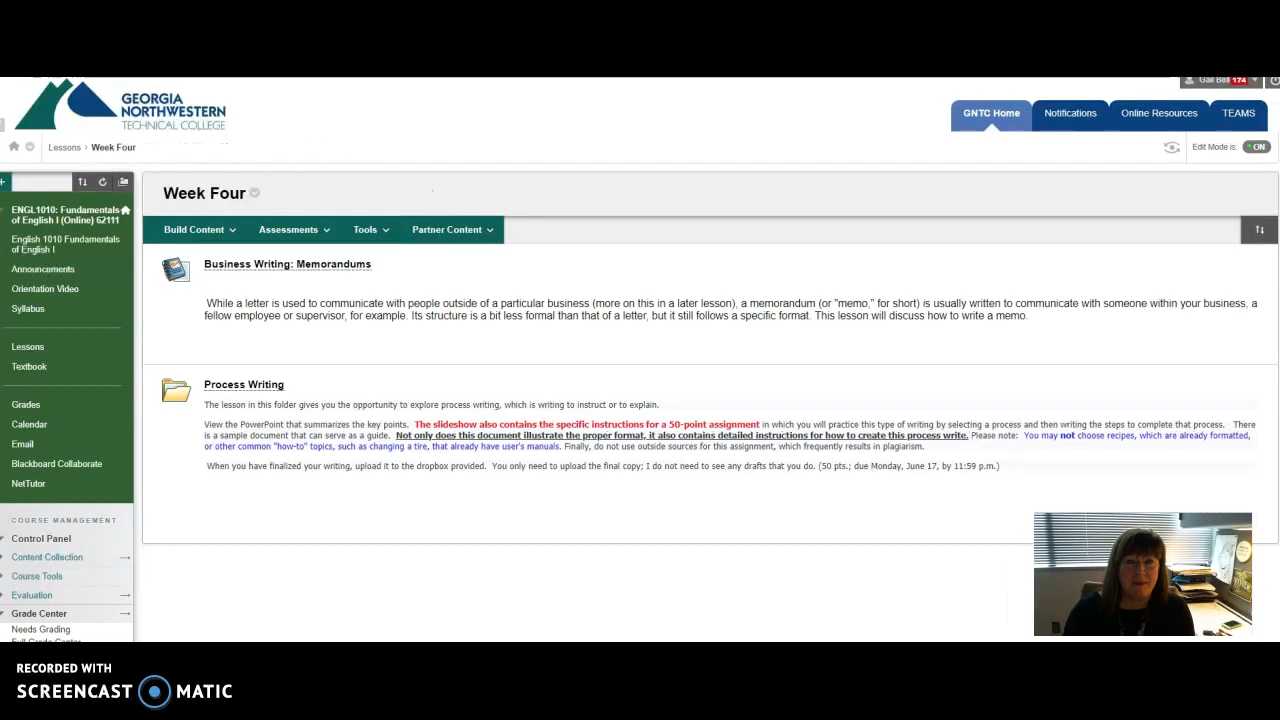 Gail Bell 174
GEORGIA
NORTHWESTERN
TECHNICAL COLLEGE
GNTC Home
Notifications
Online Resources
TEAMS
Lessons > Week Four
Edit Mode is: ON
Week Four
ENGL1010: Fundamentals
of English I (Online) 62111
English 1010 Fundamentals
of English I
Announcements
Orientation Video
Syllabus
Lessons
Textbook
Grades
Calendar
Email
Blackboard Collaborate
NetTutor
COURSE MANAGEMENT
Control Panel
Content Collection
Course Tools
Evaluation
Grade Center
Needs Grading
Full Grade Center
Build Content
Assessments
Tools
Partner Content
Business Writing: Memorandums
While a letter is used to communicate with people outside of a particular business (more on this in a later lesson), a memorandum (or "memo," for short) is usually written to communicate with someone within your business, a
fellow employee or supervisor, for example. Its structure is a bit less formal than that of a letter, but it still follows a specific format. This lesson will discuss how to write a memo.
Process Writing
The lesson in this folder gives you the opportunity to explore process writing, which is writing to instruct or to explain.
View the PowerPoint that summarizes the key points. The slideshow also contains the specific instructions for a 50-point assignment in which you will practice this type of writing by selecting a process and then writing the steps to complete that process. There
is a sample document that can serve as a guide. Not only does this document illustrate the proper format, it also contains detailed instructions for how to create this process write. Please note: You may not choose recipes, which are already formatted,
or other common "how-to" topics, such as changing a tire, that already have user's manuals. Finally, do not use outside sources for this assignment, which frequently results in plagiarism.
When you have finalized your writing, upload it to the dropbox provided. You only need to upload the final copy; I do not need to see any drafts that you do. (50 pts.; due Monday, June 17, by 11:59 p.m.)
RECORDED WITH
SCREENCAST MATIC